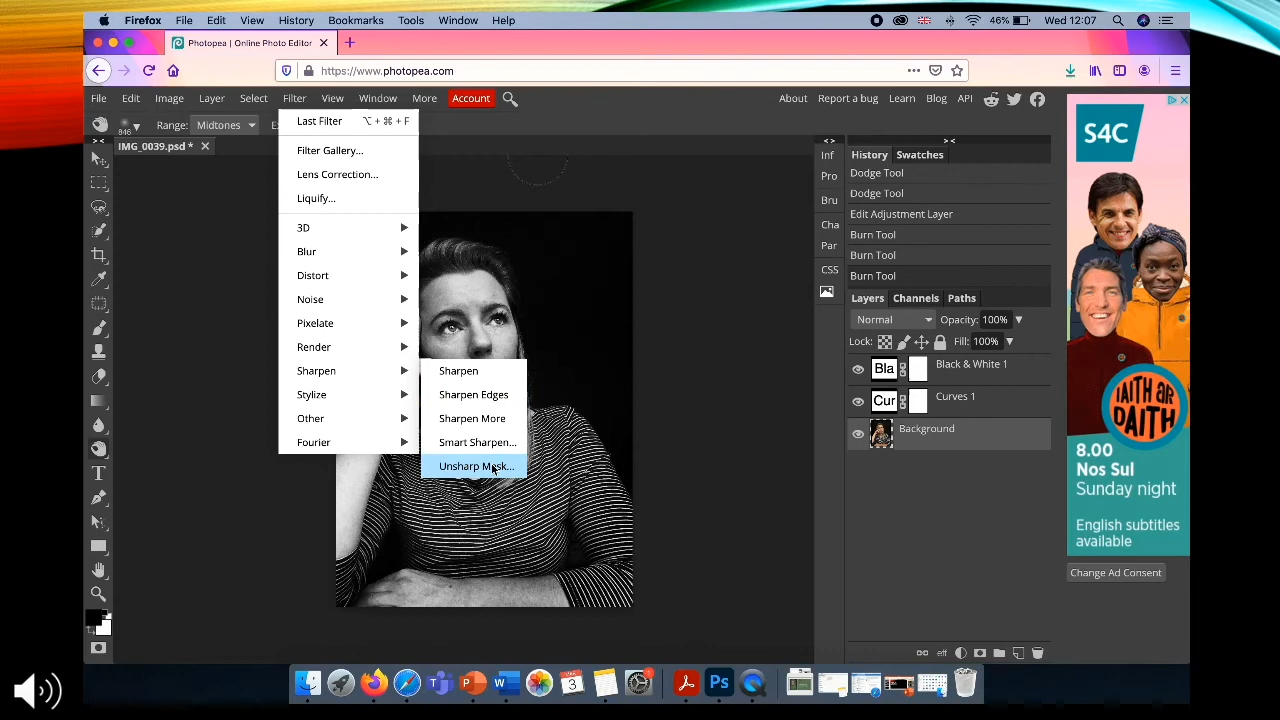 Firefox File Edit View History Bookmarks Tools Window Help 46% Wed 12:07
Photopea | Online Photo Editor
https://www.photopea.com
File Edit Image Layer Select Filter View Window More Account About Report a bug Learn Blog API
846 Range: Midtones
IMG_0039.psd *
Last Filter ⌥ + ⌘ + F
Filter Gallery...
Lens Correction...
Liquify...
3D
Blur
Distort
Noise
Pixelate
Render
Sharpen
Stylize
Other
Fourier
Sharpen
Sharpen Edges
Sharpen More
Smart Sharpen...
Unsharp Mask...
Inf
Pro
Bru
Cha
Par
CSS
History Swatches
Dodge Tool
Dodge Tool
Edit Adjustment Layer
Burn Tool
Burn Tool
Burn Tool
Layers Channels Paths
Normal Opacity: 100%
Lock: Fill: 100%
Bla Black & White 1
Cur Curves 1
Background
eff
S4C
IAITH AR DAITH
8.00
Nos Sul
Sunday night
English subtitles
available
Change Ad Consent
T
DEC
3
Ps